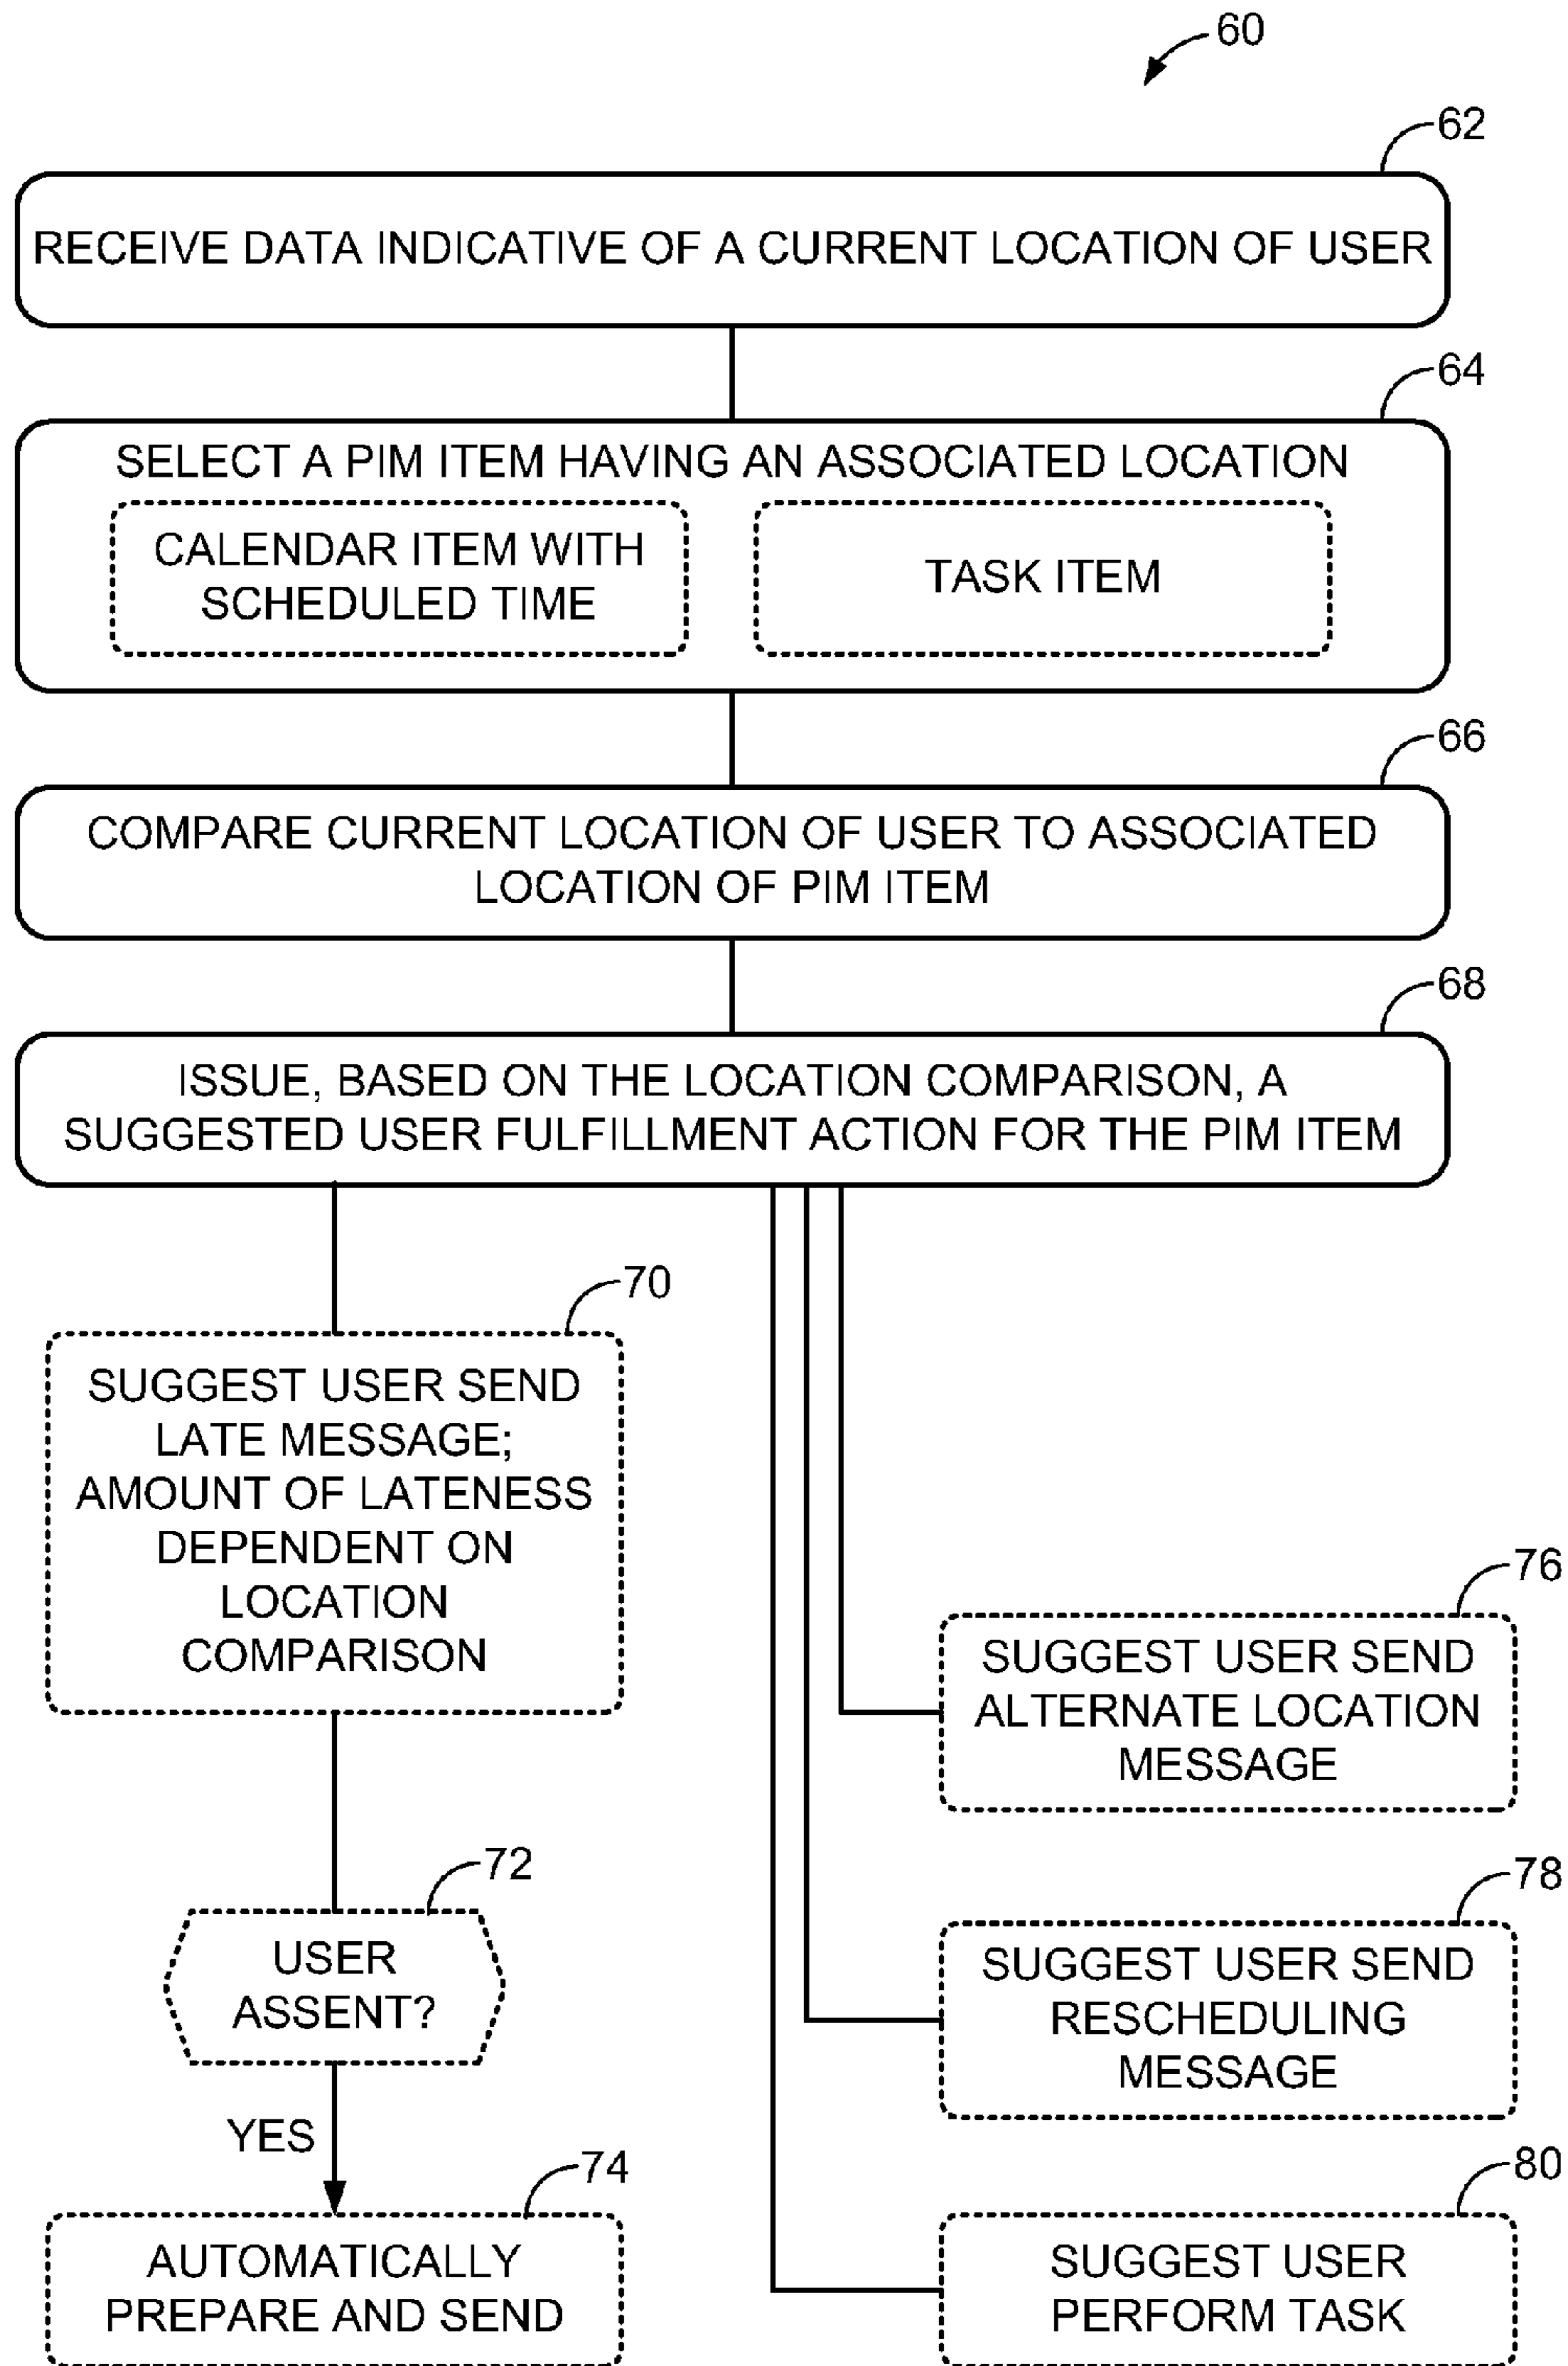 60
62
RECEIVE DATA INDICATIVE OF A CURRENT LOCATION OF USER
64
SELECT A PIM ITEM HAVING AN ASSOCIATED LOCATION
CALENDAR ITEM WITH
SCHEDULED TIME
TASK ITEM
66
COMPARE CURRENT LOCATION OF USER TO ASSOCIATED
LOCATION OF PIM ITEM
68
ISSUE, BASED ON THE LOCATION COMPARISON, A
SUGGESTED USER FULFILLMENT ACTION FOR THE PIM ITEM
70
SUGGEST USER SEND
LATE MESSAGE;
AMOUNT OF LATENESS
DEPENDENT ON
LOCATION
COMPARISON
72
USER
ASSENT?
YES
74
AUTOMATICALLY
PREPARE AND SEND
76
SUGGEST USER SEND
ALTERNATE LOCATION
MESSAGE
78
SUGGEST USER SEND
RESCHEDULING
MESSAGE
80
SUGGEST USER
PERFORM TASK